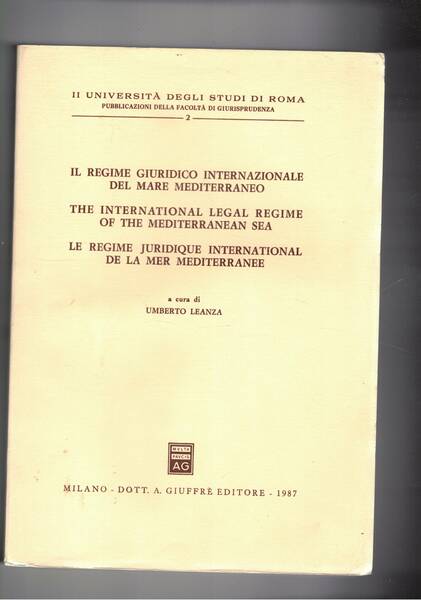 II UNIVERSITÀ DEGLI STUDI DI ROMA
PUBBLICAZIONI DELLA FACOLTÀ DI GIURISPRUDENZA
2
IL REGIME GIURIDICO INTERNAZIONALE
DEL MARE MEDITERRANEO
THE INTERNATIONAL LEGAL REGIME
OF THE MEDITERRANEAN SEA
LE REGIME JURIDIQUE INTERNATIONAL
DE LA MER MEDITERRANEE
a cura di
UMBERTO LEANZA
MULTA
PAUCIS
AG
MILANO - DOTT. A. GIUFFRÈ EDITORE - 1987